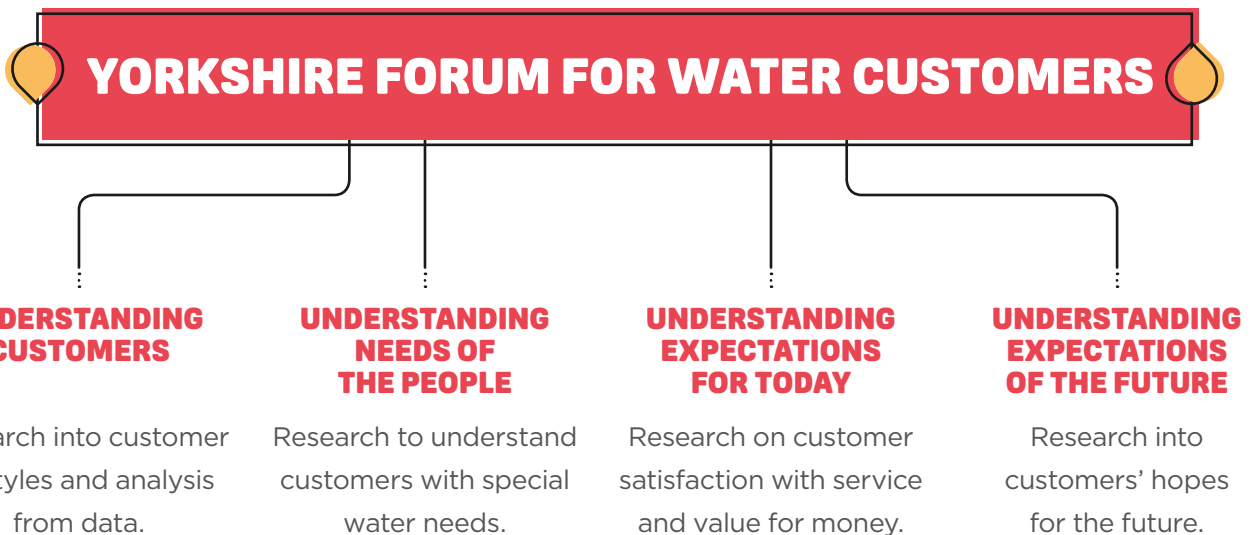 YORKSHIRE FORUM FOR WATER CUSTOMERS
DERSTANDING
CUSTOMERS
arch into customer
tyles and analysis
from data.
UNDERSTANDING
NEEDS OF
THE PEOPLE
Research to understand
customers with special
water needs.
UNDERSTANDING
EXPECTATIONS
FOR TODAY
Research on customer
satisfaction with service
and value for money.
UNDERSTANDING
EXPECTATIONS
OF THE FUTURE
Research into
customers’ hopes
for the future.